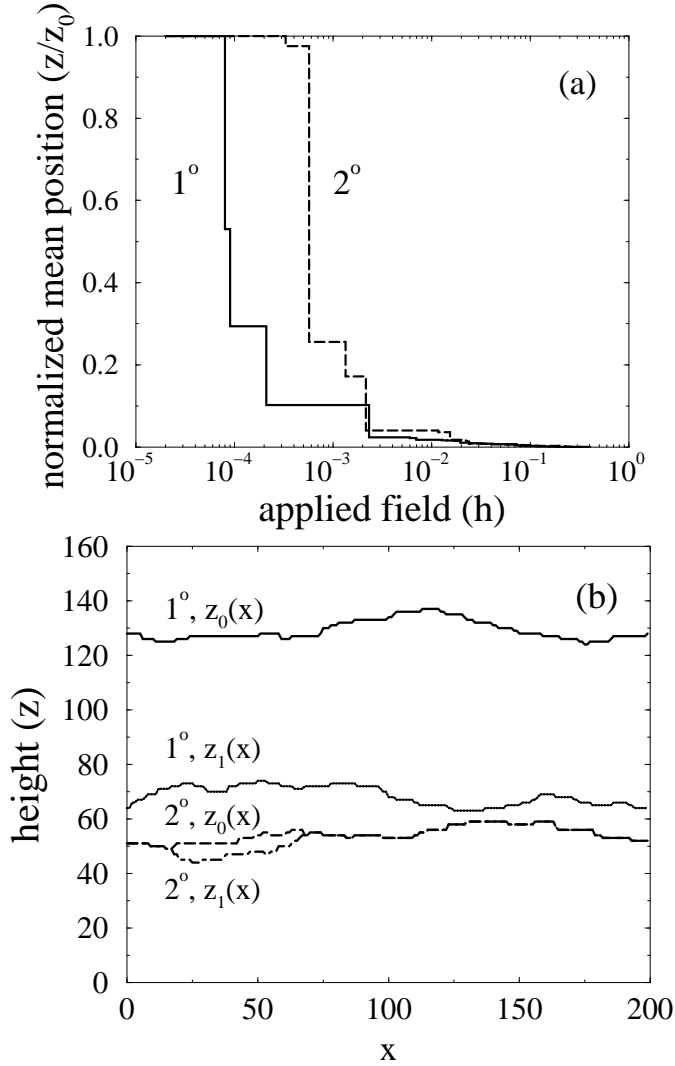 1.0
0.8
0.6
0.4
0.2
0.0
normalized mean position (z/z₀)
(a)
1° 2°
10⁻⁵ 10⁻⁴ 10⁻³ 10⁻² 10⁻¹ 10⁰
applied field (h)
160
140
120
100
80
60
40
20
0
height (z)
(b)
1°, z₀(x)
1°, z₁(x)
2°, z₀(x)
2°, z₁(x)
0 50 100 150 200
x